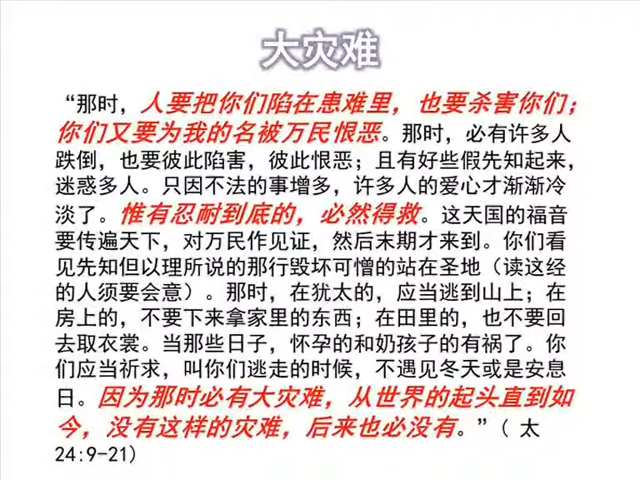 大灾难
“那时，人要把你们陷在患难里，也要杀害你们；
你们又要为我的名被万民恨恶。那时，必有许多人
跌倒，也要彼此陷害，彼此恨恶；且有好些假先知起来，
迷惑多人。只因不法的事增多，许多人的爱心才渐渐冷
淡了。惟有忍耐到底的，必然得救。这天国的福音
要传遍天下，对万民作见证，然后末期才来到。你们看
见先知但以理所说的那行毁坏可憎的站在圣地（读这经
的人须要会意）。那时，在犹太的，应当逃到山上；在
房上的，不要下来拿家里的东西；在田里的，也不要回
去取衣裳。当那些日子，怀孕的和奶孩子的有祸了。你
们应当祈求，叫你们逃走的时候，不遇见冬天或是安息
日。因为那时必有大灾难，从世界的起头直到如
今，没有这样的灾难，后来也必没有。”（ 太
24:9-21）